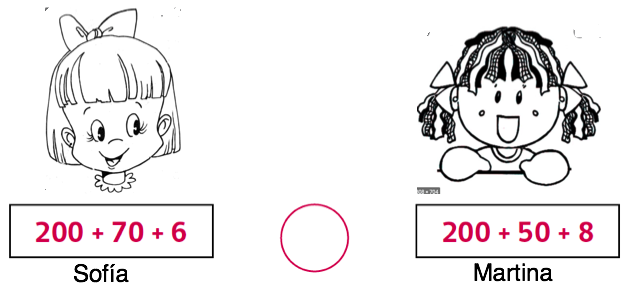 200 + 70 + 6
200 + 50 + 8
Sofía
Martina